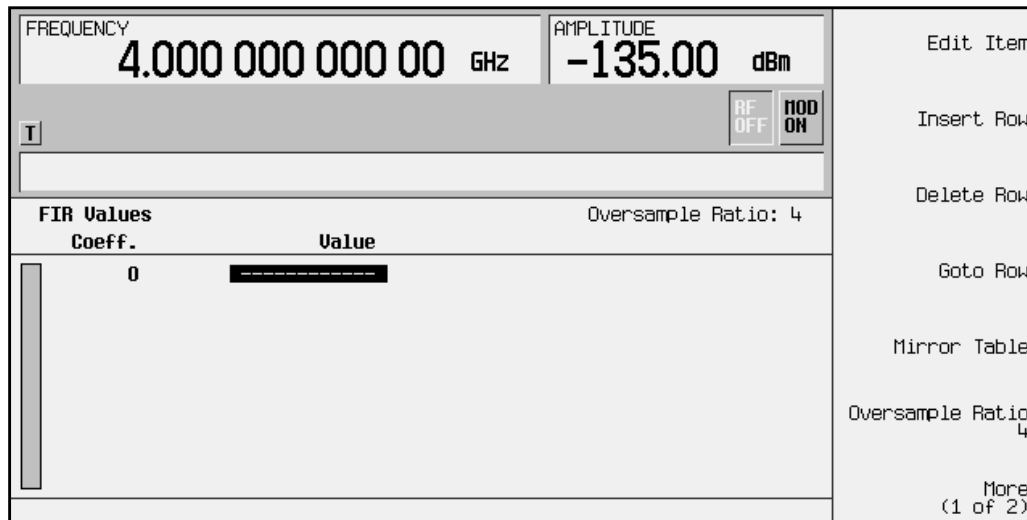 FREQUENCY
4.000 000 000 00 GHz
AMPLITUDE
-135.00 dBm
RF OFF
MOD ON
T
FIR Values
Oversample Ratio: 4
Coeff. Value
0 ------------
Edit Item
Insert Row
Delete Row
Goto Row
Mirror Table
Oversample Ratio
4
More
(1 of 2)